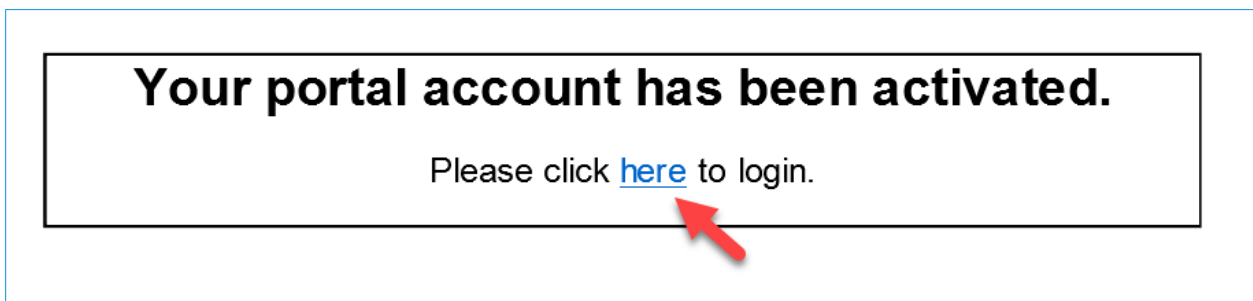 Your portal account has been activated.
Please click here to login.